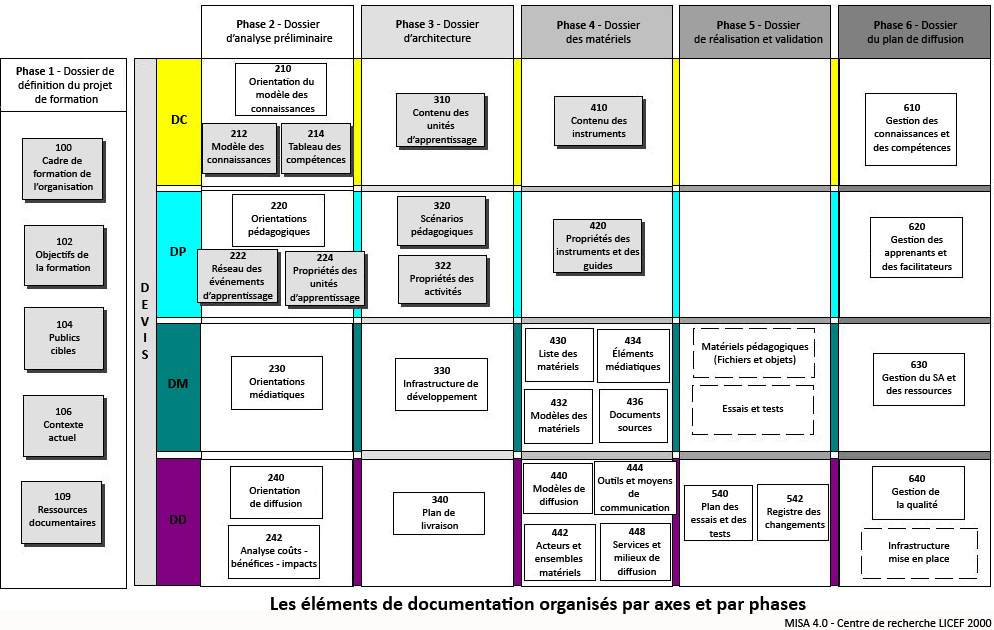 Phase 1 - Dossier de
définition du projet
de formation
100
Cadre de
formation de
l'organisation
102
Objectifs de
la formation
104
Publics
cibles
106
Contexte
actuel
109
Ressources
documentaires
DEVIS
Phase 2 - Dossier
d'analyse préliminaire
Phase 3 - Dossier
d'architecture
Phase 4 - Dossier
des matériels
Phase 5 - Dossier
de réalisation et validation
Phase 6 - Dossier
du plan de diffusion
DC
210
Orientation du
modèle des
connaissances
212
Modèle des
connaissances
214
Tableau des
compétences
310
Contenu des
unités
d'apprentissage
410
Contenu des
instruments
610
Gestion des
connaissances et
des compétences
DP
220
Orientations
pédagogiques
222
Réseau des
événements
d'apprentissage
224
Propriétés des
unités
d'apprentissage
320
Scénarios
pédagogiques
322
Propriétés des
activités
420
Propriétés des
instruments et des
guides
620
Gestion des
apprenants et
des facilitateurs
DM
230
Orientations
médiatiques
330
Infrastructure de
développement
430
Liste des
matériels
434
Éléments
médiatiques
432
Modèles des
matériels
436
Documents
sources
Matériels pédagogiques
(Fichiers et objets)
Essais et tests
630
Gestion du SA et
des ressources
DD
240
Orientation
de diffusion
242
Analyse coûts -
bénéfices - impacts
340
Plan de
livraison
440
Modèles de
diffusion
444
Outils et moyens
de
communication
442
Acteurs et
ensembles
matériels
448
Services et
milieux de
diffusion
540
Plan des
essais et des
tests
542
Registre des
changements
640
Gestion de
la qualité
Infrastructure
mise en place
Les éléments de documentation organisés par axes et par phases
MISA 4.0 - Centre de recherche LICEF 2000